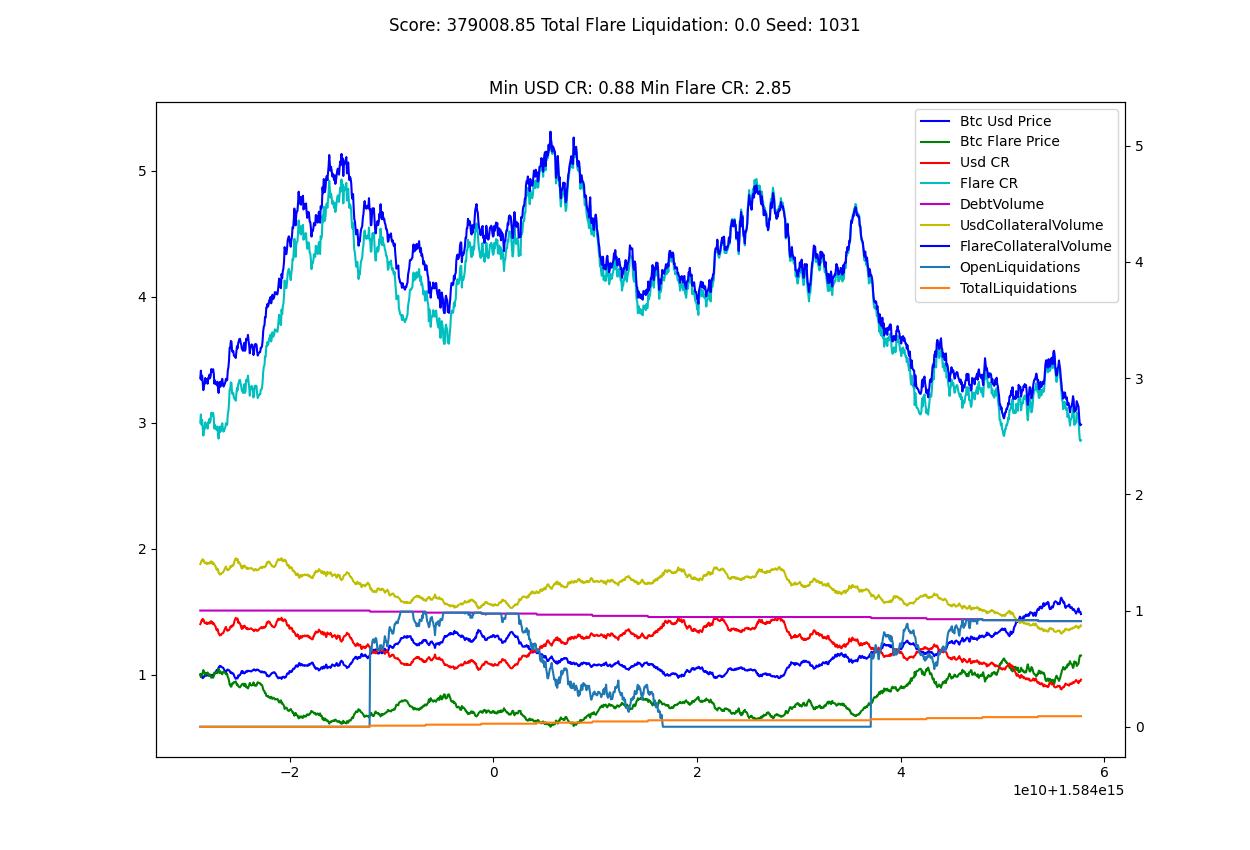 Score: 379008.85 Total Flare Liquidation: 0.0 Seed: 1031
Min USD CR: 0.88 Min Flare CR: 2.85
Btc Usd Price
Btc Flare Price
Usd CR
Flare CR
DebtVolume
UsdCollateralVolume
FlareCollateralVolume
OpenLiquidations
TotalLiquidations
5
4
3
2
1
5
4
3
2
1
0
−2
0
2
4
6
1e10+1.584e15